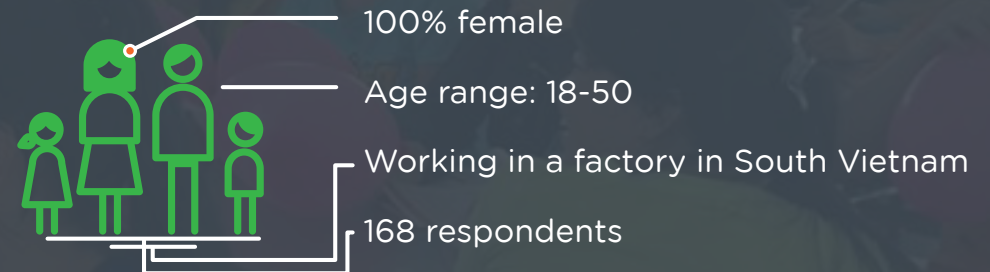 100% female
Age range: 18-50
Working in a factory in South Vietnam
168 respondents